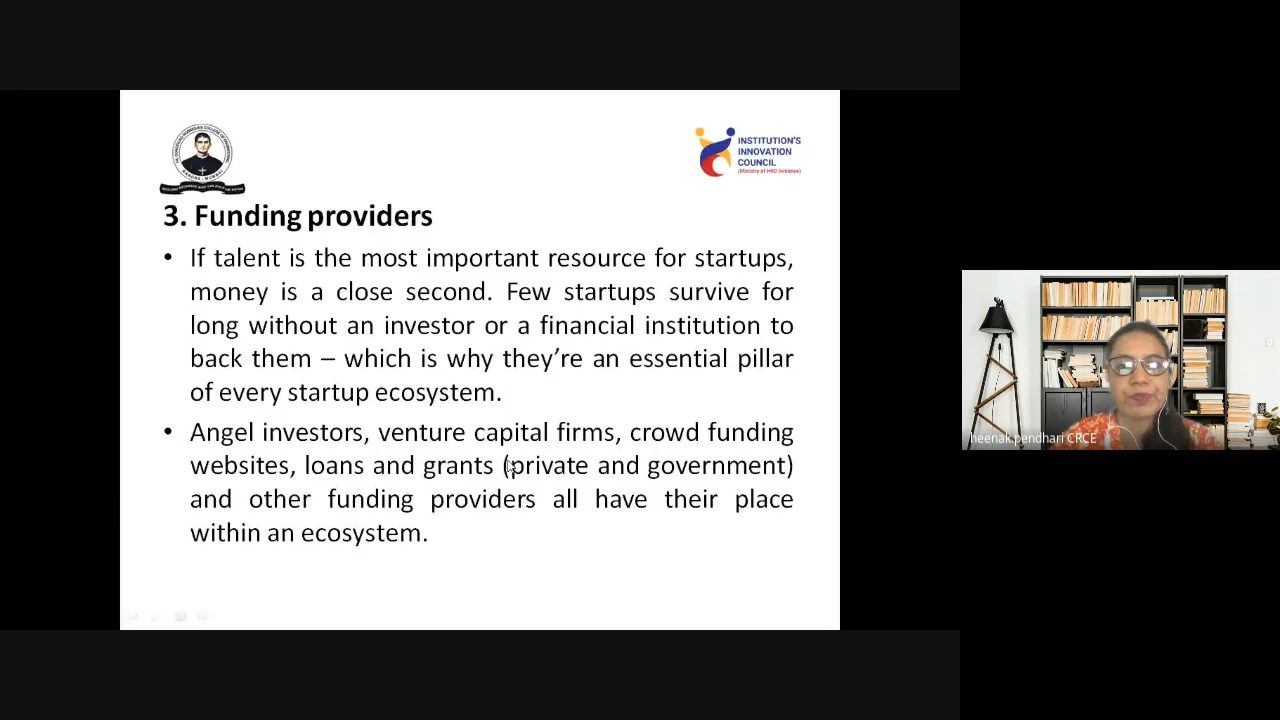 INSTITUTION'S
INNOVATION
COUNCIL
(Ministry of HRD Initiative)
3. Funding providers
• If talent is the most important resource for startups,
money is a close second. Few startups survive for
long without an investor or a financial institution to
back them – which is why they’re an essential pillar
of every startup ecosystem.
• Angel investors, venture capital firms, crowd funding
websites, loans and grants (private and government)
and other funding providers all have their place
within an ecosystem.
heenak.pendhari CRCE